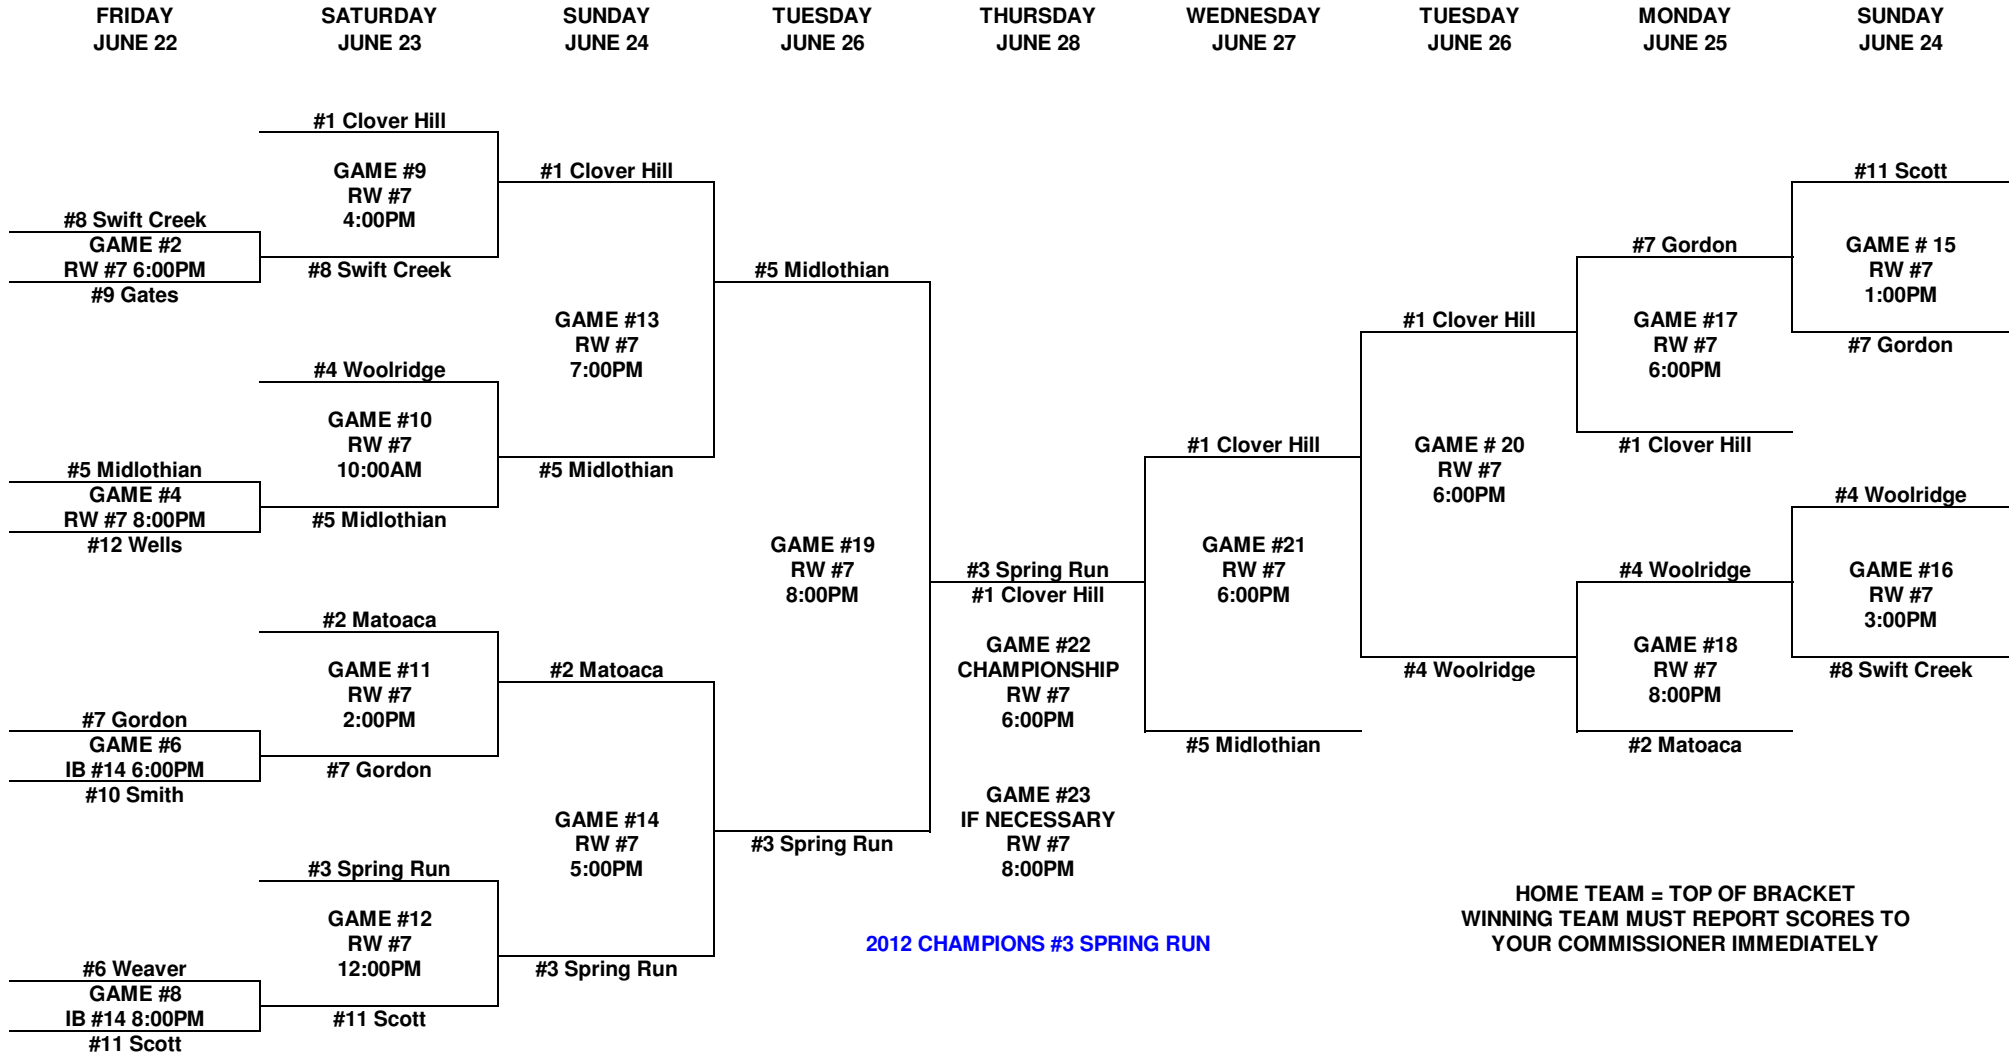 FRIDAY
JUNE 22
SATURDAY
JUNE 23
SUNDAY
JUNE 24
TUESDAY
JUNE 26
THURSDAY
JUNE 28
WEDNESDAY
JUNE 27
TUESDAY
JUNE 26
MONDAY
JUNE 25
SUNDAY
JUNE 24
#8 Swift Creek
GAME #2
RW #7 6:00PM
#9 Gates
#5 Midlothian
GAME #4
RW #7 8:00PM
#12 Wells
#7 Gordon
GAME #6
IB #14 6:00PM
#10 Smith
#6 Weaver
GAME #8
IB #14 8:00PM
#11 Scott
#1 Clover Hill
GAME #9
RW #7
4:00PM
#8 Swift Creek
#4 Woolridge
GAME #10
RW #7
10:00AM
#5 Midlothian
#2 Matoaca
GAME #11
RW #7
2:00PM
#7 Gordon
#3 Spring Run
GAME #12
RW #7
12:00PM
#11 Scott
#1 Clover Hill
GAME #13
RW #7
7:00PM
#5 Midlothian
#2 Matoaca
GAME #14
RW #7
5:00PM
#3 Spring Run
#5 Midlothian
GAME #19
RW #7
8:00PM
#3 Spring Run
#3 Spring Run
#1 Clover Hill
GAME #22
CHAMPIONSHIP
RW #7
6:00PM
GAME #23
IF NECESSARY
RW #7
8:00PM
2012 CHAMPIONS #3 SPRING RUN
#1 Clover Hill
GAME #21
RW #7
6:00PM
#5 Midlothian
#1 Clover Hill
GAME # 20
RW #7
6:00PM
#4 Woolridge
#7 Gordon
GAME #17
RW #7
6:00PM
#1 Clover Hill
#4 Woolridge
GAME #18
RW #7
8:00PM
#2 Matoaca
#11 Scott
GAME # 15
RW #7
1:00PM
#7 Gordon
#4 Woolridge
GAME #16
RW #7
3:00PM
#8 Swift Creek
HOME TEAM = TOP OF BRACKET
WINNING TEAM MUST REPORT SCORES TO
YOUR COMMISSIONER IMMEDIATELY